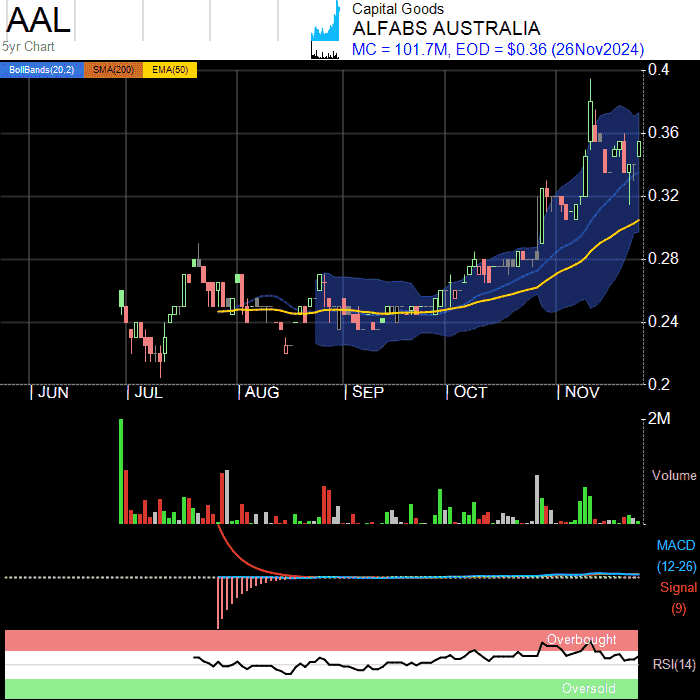 AAL
5yr Chart
Capital Goods
ALFABS AUSTRALIA
MC = 101.7M, EOD = $0.36 (26Nov2024)
BollBands(20,2) SMA(200) EMA(50)
0.4
0.36
0.32
0.28
0.24
0.2
JUN JUL AUG SEP OCT NOV
2M
Volume
MACD
(12-26)
Signal
(9)
Overbought
RSI(14)
Oversold